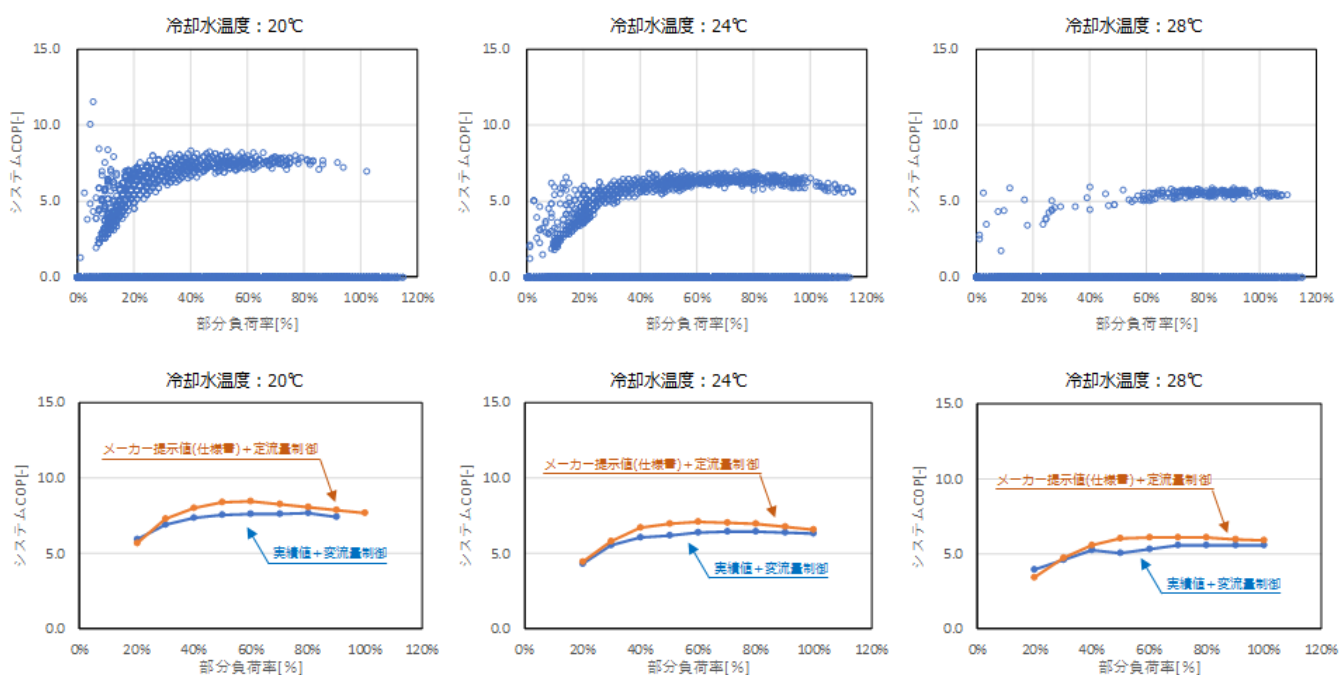 冷却水温度：20℃
15.0
10.0
5.0
0.0
システムCOP[-]
0% 20% 40% 60% 80% 100% 120%
部分負荷率[%]
冷却水温度：24℃
15.0
10.0
5.0
0.0
システムCOP[-]
0% 20% 40% 60% 80% 100% 120%
部分負荷率[%]
冷却水温度：28℃
15.0
10.0
5.0
0.0
システムCOP[-]
0% 20% 40% 60% 80% 100% 120%
部分負荷率[%]
冷却水温度：20℃
15.0
10.0
5.0
0.0
システムCOP[-]
メーカー提示値(仕様書)＋定流量制御
実績値＋変流量制御
0% 20% 40% 60% 80% 100% 120%
部分負荷率[%]
冷却水温度：24℃
15.0
10.0
5.0
0.0
システムCOP[-]
メーカー提示値(仕様書)＋定流量制御
実績値＋変流量制御
0% 20% 40% 60% 80% 100% 120%
部分負荷率[%]
冷却水温度：28℃
15.0
10.0
5.0
0.0
システムCOP[-]
メーカー提示値(仕様書)＋定流量制御
実績値＋変流量制御
0% 20% 40% 60% 80% 100% 120%
部分負荷率[%]